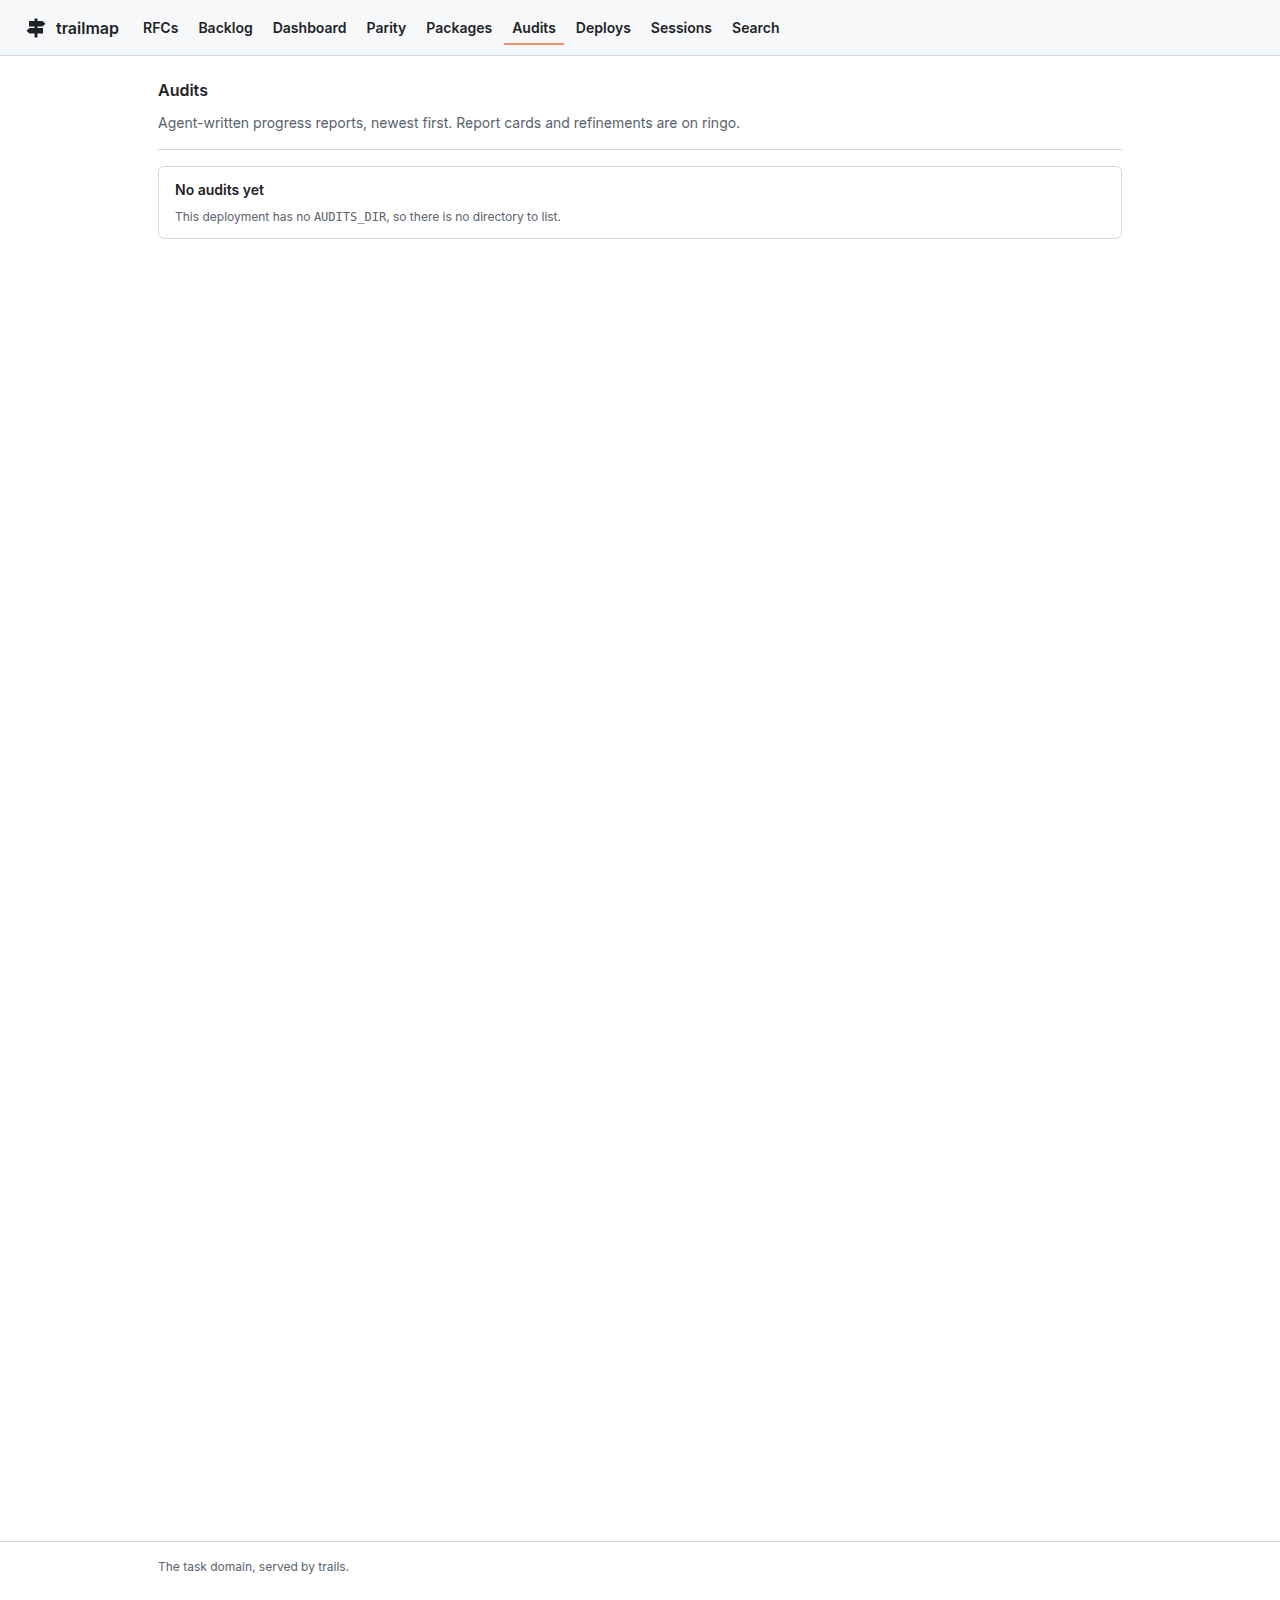 trailmap RFCs Backlog Dashboard Parity Packages Audits Deploys Sessions Search
Audits
Agent-written progress reports, newest first. Report cards and refinements are on ringo.
No audits yet
This deployment has no AUDITS_DIR, so there is no directory to list.
The task domain, served by trails.